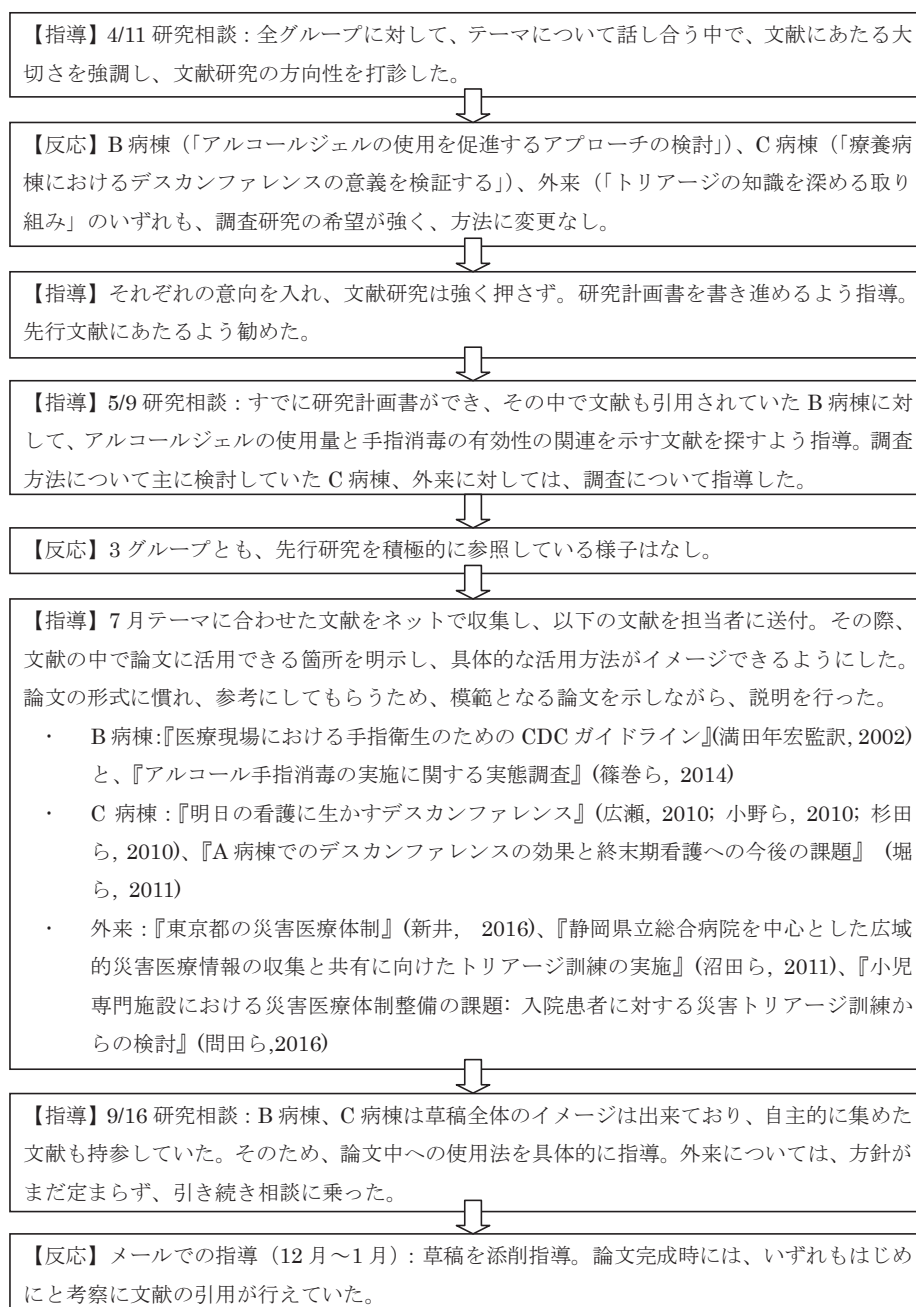 【指導】4/11 研究相談：全グループに対して、テーマについて話し合う中で、文献にあたる大
切さを強調し、文献研究の方向性を打診した。
【反応】B 病棟（「アルコールジェルの使用を促進するアプローチの検討」）、C 病棟（「療養病
棟におけるデスカンファレンスの意義を検証する」）、外来（「トリアージの知識を深める取り
組み」のいずれも、調査研究の希望が強く、方法に変更なし。
【指導】それぞれの意向を入れ、文献研究は強く押さず。研究計画書を書き進めるよう指導。
先行文献にあたるよう勧めた。
【指導】5/9 研究相談：すでに研究計画書ができ、その中で文献も引用されていた B 病棟に対
して、アルコールジェルの使用量と手指消毒の有効性の関連を示す文献を探すよう指導。調査
方法について主に検討していた C 病棟、外来に対しては、調査について指導した。
【反応】3 グループとも、先行研究を積極的に参照している様子はなし。
【指導】7 月テーマに合わせた文献をネットで収集し、以下の文献を担当者に送付。その際、
文献の中で論文に活用できる箇所を明示し、具体的な活用方法がイメージできるようにした。
論文の形式に慣れ、参考にしてもらうため、模範となる論文を示しながら、説明を行った。
・ B 病棟：『医療現場における手指衛生のための CDC ガイドライン』(満田年宏監訳, 2002)
と、『アルコール手指消毒の実施に関する実態調査』(篠巻ら, 2014)
・ C 病棟：『明日の看護に生かすデスカンファレンス』(広瀬, 2010; 小野ら, 2010; 杉田
ら, 2010)、『A 病棟でのデスカンファレンスの効果と終末期看護への今後の課題』 (堀
ら, 2011)
・ 外来：『東京都の災害医療体制』(新井, 2016)、『静岡県立総合病院を中心とした広域
的災害医療情報の収集と共有に向けたトリアージ訓練の実施』(沼田ら, 2011)、『小児
専門施設における災害医療体制整備の課題: 入院患者に対する災害トリアージ訓練か
らの検討』(問田ら,2016)
【指導】9/16 研究相談：B 病棟、C 病棟は草稿全体のイメージは出来ており、自主的に集めた
文献も持参していた。そのため、論文中への使用法を具体的に指導。外来については、方針が
まだ定まらず、引き続き相談に乗った。
【反応】メールでの指導（12 月～1 月）：草稿を添削指導。論文完成時には、いずれもはじめ
にと考察に文献の引用が行えていた。